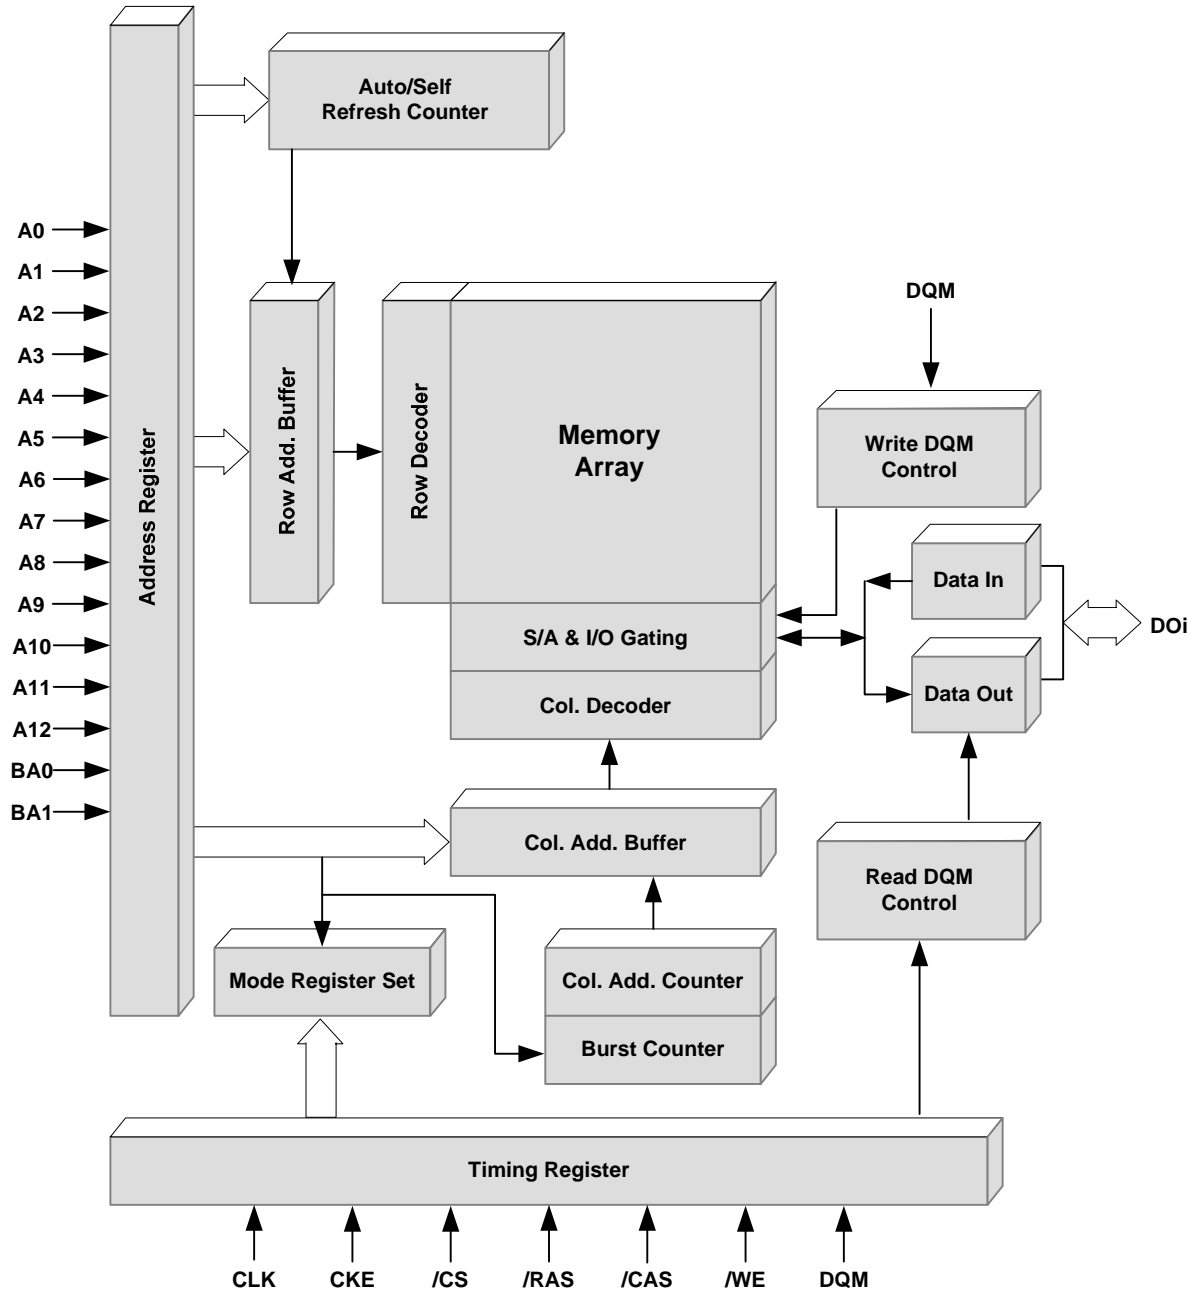 Auto/Self
Refresh Counter
A0
A1
A2
A3
A4
A5
A6
A7
A8
A9
A10
A11
A12
BA0
BA1
Address Register
Row Add. Buffer
Row Decoder
Memory
Array
DQM
Write DQM
Control
Data In
S/A & I/O Gating
DOi
Data Out
Col. Decoder
Col. Add. Buffer
Read DQM
Control
Mode Register Set
Col. Add. Counter
Burst Counter
Timing Register
CLK
CKE
/CS
/RAS
/CAS
/WE
DQM